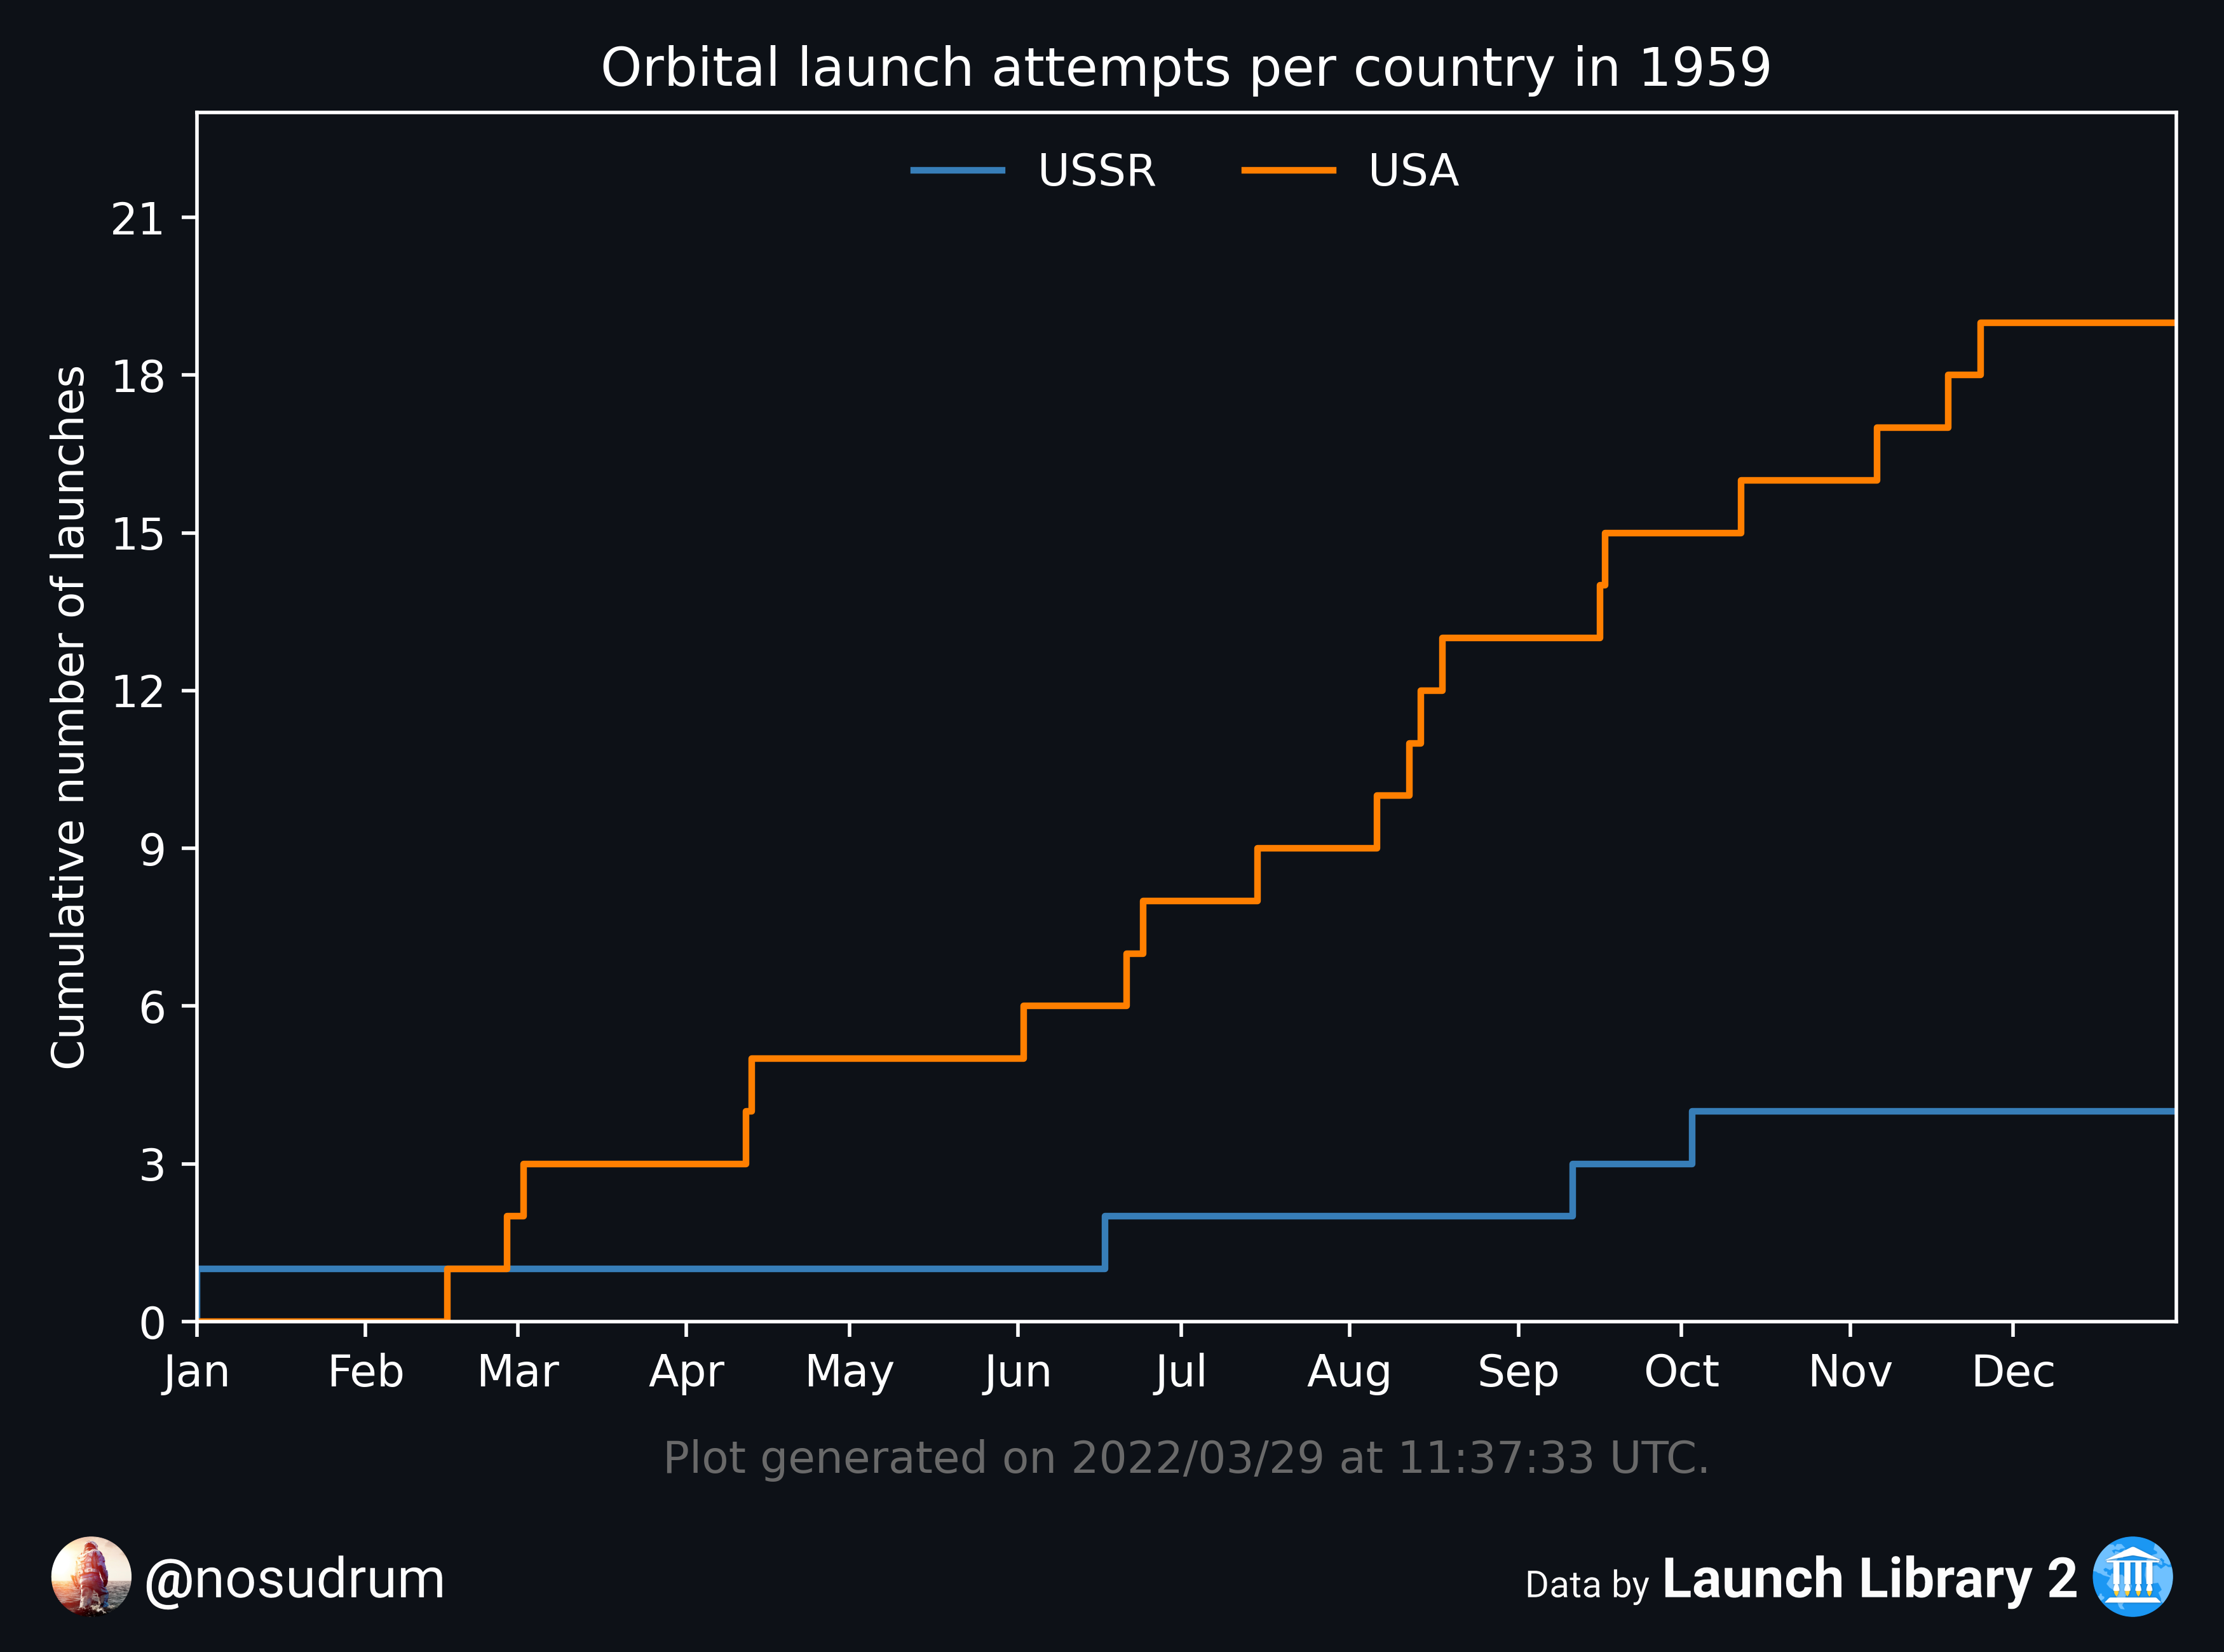 Orbital launch attempts per country in 1959
USSR USA
Cumulative number of launches
21
18
15
12
9
6
3
0
Jan Feb Mar Apr May Jun Jul Aug Sep Oct Nov Dec
Plot generated on 2022/03/29 at 11:37:33 UTC.
@nosudrum
Data by Launch Library 2